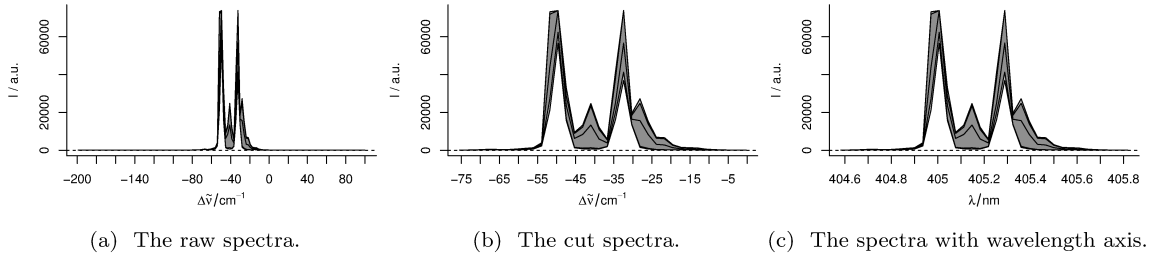 I / a.u.
60000
20000
0
−200 −140 −80 −40 0 40 80
Δν̃/cm⁻¹
(a) The raw spectra.
I / a.u.
60000
20000
0
−75 −65 −55 −45 −35 −25 −15 −5
Δν̃/cm⁻¹
(b) The cut spectra.
I / a.u.
60000
20000
0
404.6 404.8 405 405.2 405.4 405.6 405.8
λ/nm
(c) The spectra with wavelength axis.